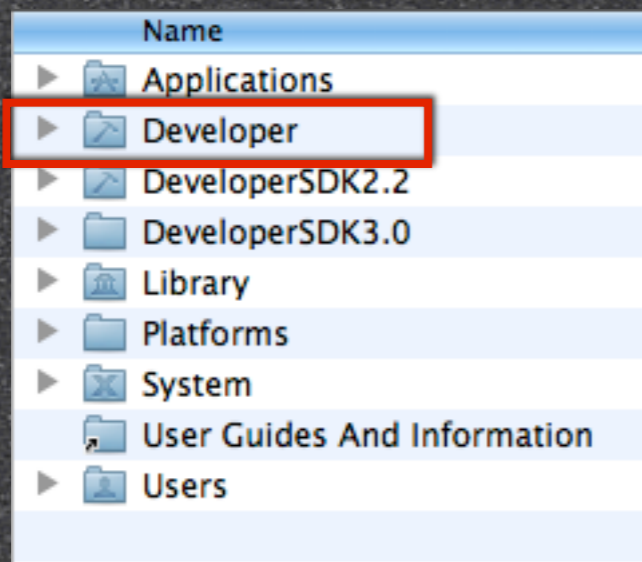 Name
Applications
Developer
DeveloperSDK2.2
DeveloperSDK3.0
Library
Platforms
System
User Guides And Information
Users